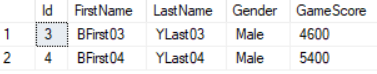 Id FirstName LastName Gender GameScore
1 3 BFirst03 YLast03 Male 4600
2 4 BFirst04 YLast04 Male 5400